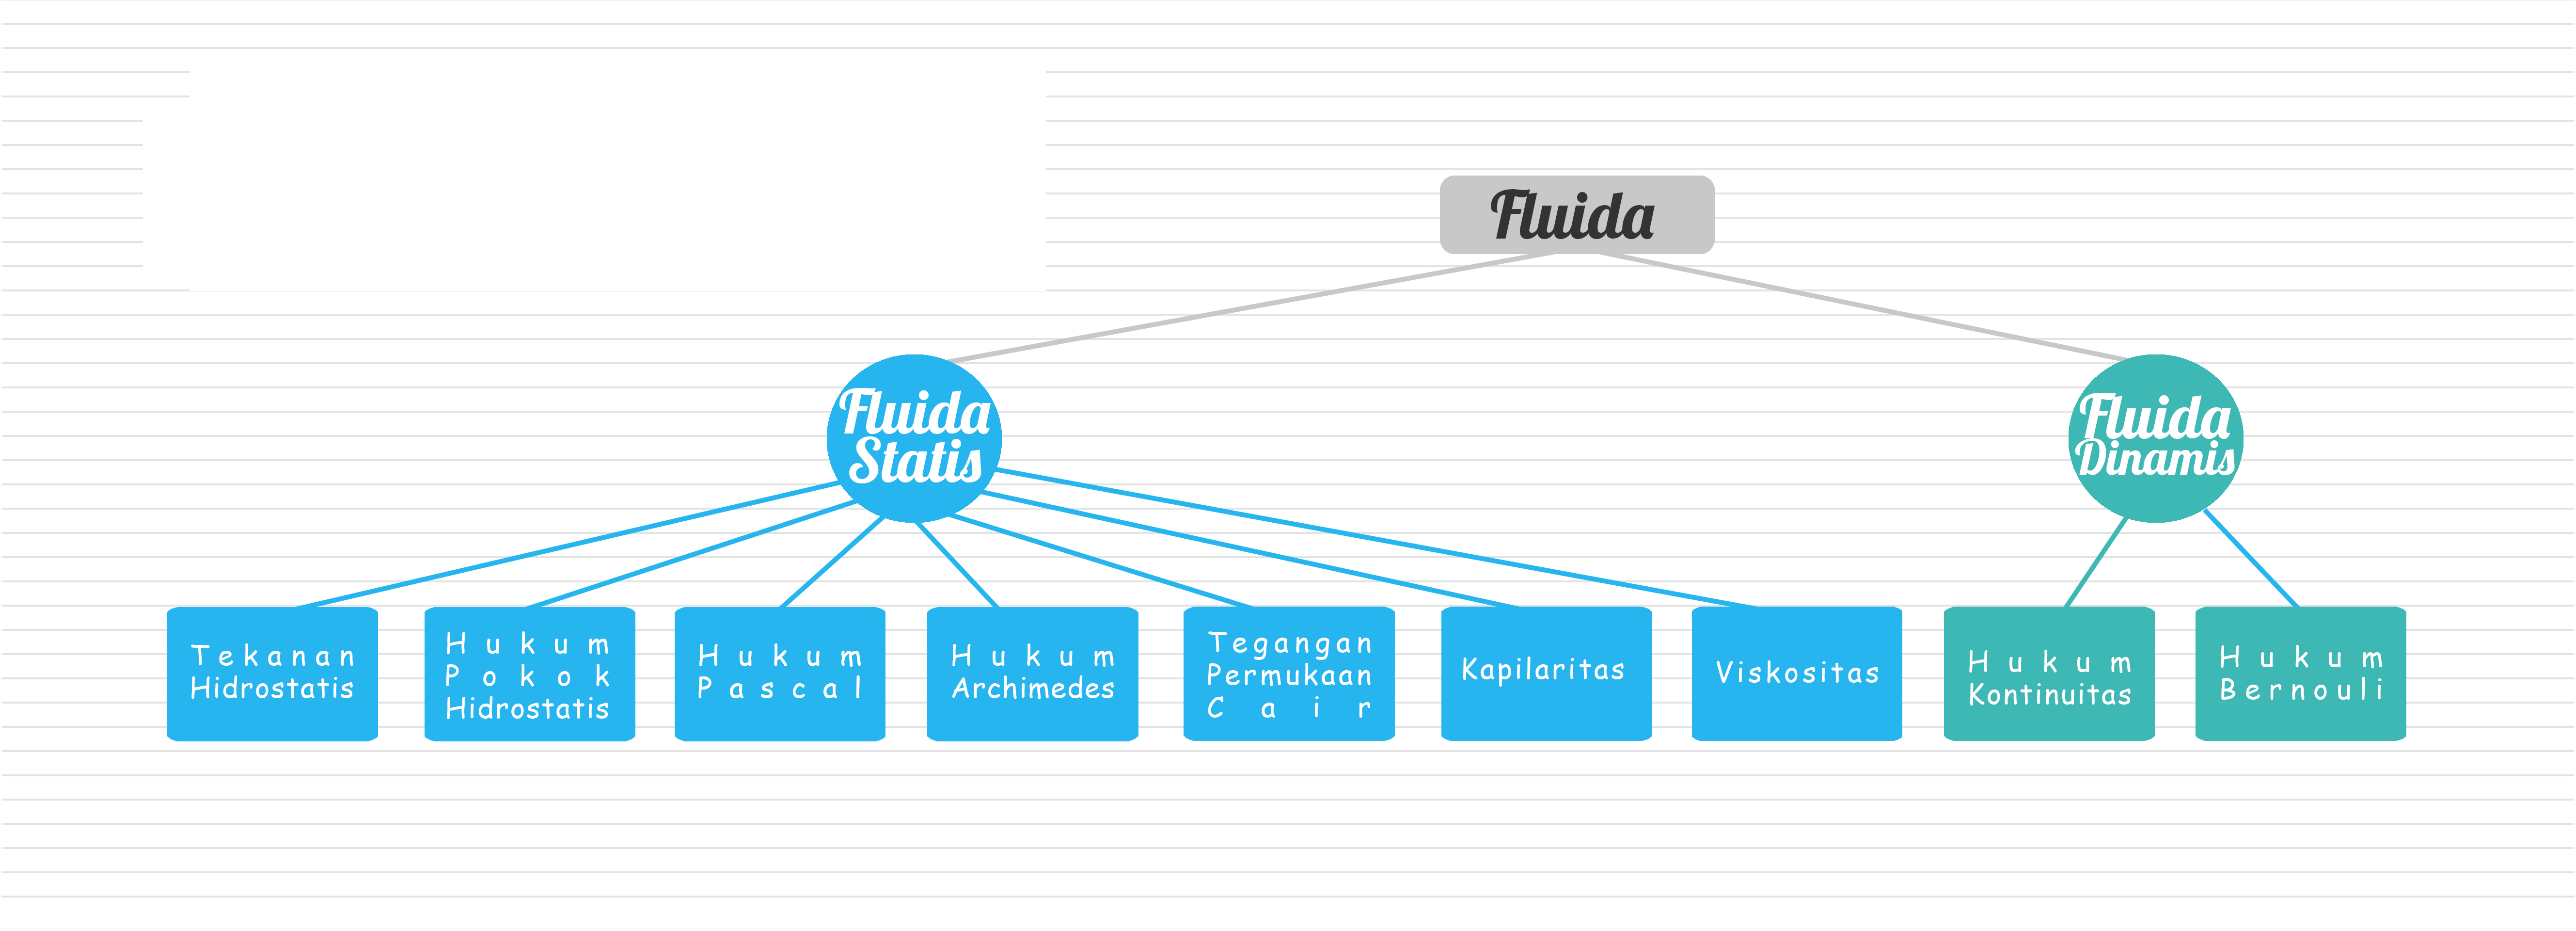 Fluida
Fluida
Statis
Fluida
Dinamis
Tekanan
Hidrostatis
Hukum
Pokok
Hidrostatis
Hukum
Pascal
Hukum
Archimedes
Tegangan
Permukaan
Cair
Kapilaritas
Viskositas
Hukum
Kontinuitas
Hukum
Bernouli